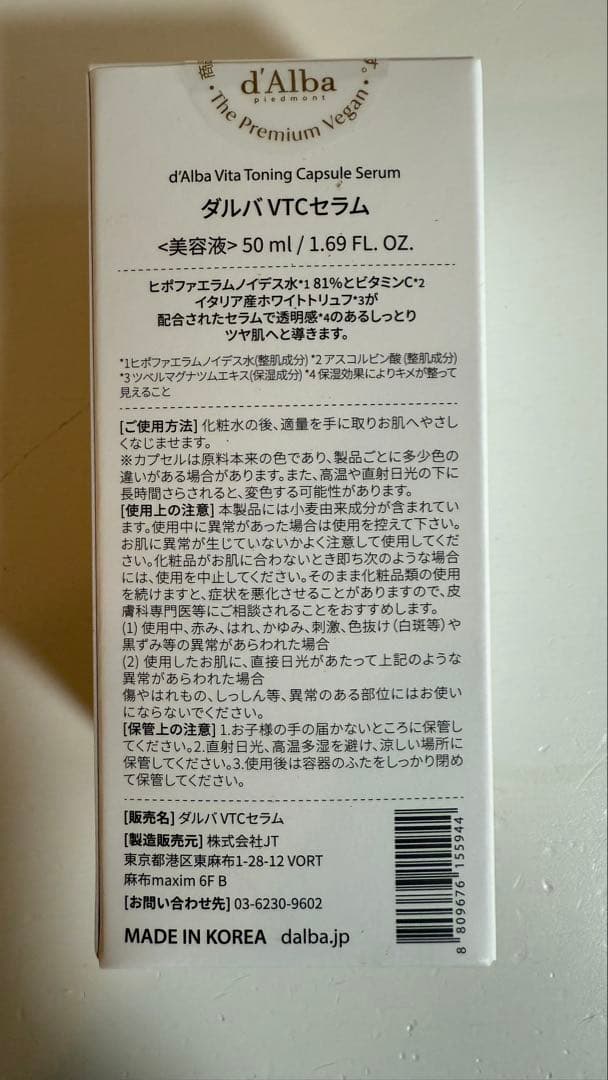 商
す。
d'Alba
piedmont
• The Premium Vegan •
d'Alba Vita Toning Capsule Serum
ダルバ VTCセラム
<美容液> 50 ml / 1.69 FL. OZ.
ヒポファエラムノイデス水*1 81%とビタミンC*2
イタリア産ホワイトトリュフ*3が
配合されたセラムで透明感*4のあるしっとり
ツヤ肌へと導きます。
*1ヒポファエラムノイデス水(整肌成分) *2 アスコルビン酸 (整肌成分)
*3 ツベルマグナツムエキス(保湿成分) *4 保湿効果によりキメが整って
見えること
[ご使用方法] 化粧水の後、適量を手に取りお肌へやさし
くなじませます。
※カプセルは原料本来の色であり、製品ごとに多少色の
違いがある場合があります。また、高温や直射日光の下に
長時間さらされると、変色する可能性があります。
[使用上の注意] 本製品には小麦由来成分が含まれてい
ます。使用中に異常があった場合は使用を控えて下さい。
お肌に異常が生じていないかよく注意して使用してくだ
さい。化粧品がお肌に合わないとき即ち次のような場合
には、使用を中止してください。そのまま化粧品類の使用
を続けますと、症状を悪化させることがありますので、皮
膚科専門医等にご相談されることをおすすめします。
(1) 使用中、赤み、はれ、かゆみ、刺激、色抜け (白斑等) や
黒ずみ等の異常があらわれた場合
(2) 使用したお肌に、直接日光があたって上記のような
異常があらわれた場合
傷やはれもの、しっしん等、異常のある部位にはお使い
にならないでください。
[保管上の注意] 1.お子様の手の届かないところに保管し
てください。2.直射日光、高温多湿を避け、涼しい場所に
保管してください。3.使用後は容器のふたをしっかり閉め
て保管してください。
[販売名] ダルバ VTCセラム
[製造販売元] 株式会社JT
東京都港区東麻布1-28-12 VORT
麻布maxim 6F B
[お問い合わせ先] 03-6230-9602
MADE IN KOREA dalba.jp
8 809676 155944